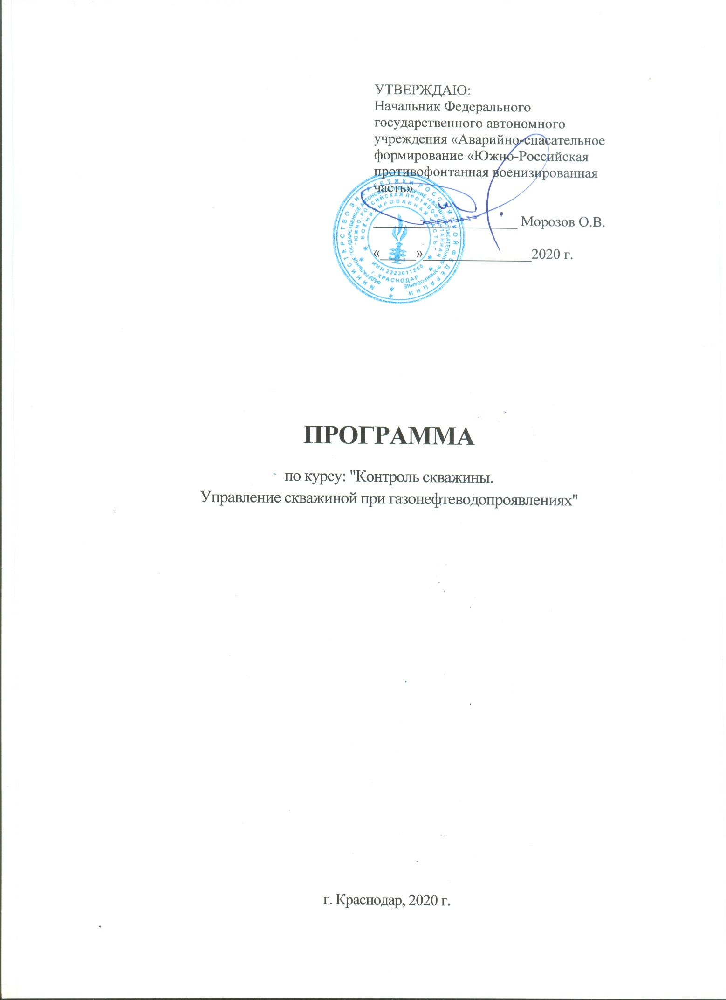 УТВЕРЖДАЮ:
Начальник Федерального
государственного автономного
учреждения «Аварийно-спасательное
формирование «Южно-Российская
противофонтанная военизированная
часть»
____________________ Морозов О.В.
«_____»_______________2020 г.
МИНИСТЕРСТВО ЭНЕРГЕТИКИ РОССИЙСКОЙ ФЕДЕРАЦИИ
ФЕДЕРАЛЬНОЕ ГОСУДАРСТВЕННОЕ АВТОНОМНОЕ УЧРЕЖДЕНИЕ «АВАРИЙНО-СПАСАТЕЛЬНОЕ ФОРМИРОВАНИЕ
«ЮЖНО-РОССИЙСКАЯ ПРОТИВОФОНТАННАЯ
ВОЕНИЗИРОВАННАЯ ЧАСТЬ»
ИНН 2323011250
г. КРАСНОДАР
ПРОГРАММА
по курсу: "Контроль скважины.
Управление скважиной при газонефтеводопроявлениях"
г. Краснодар, 2020 г.